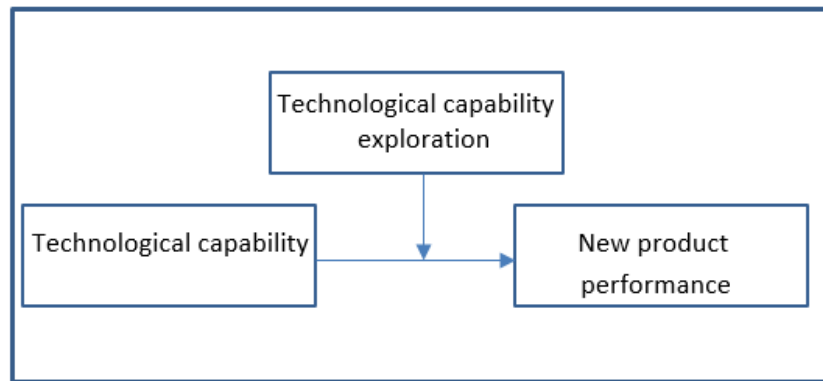 Technological capability
exploration
Technological capability
New product
performance